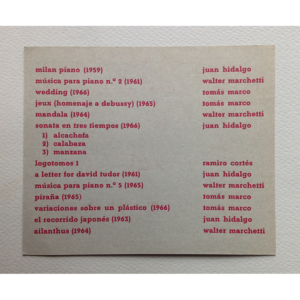 milan piano (1959) juan hidalgo
música para piano n.º 2 (1961) walter marchetti
wedding (1966) tomás marco
jeux (homenaje a debussy) (1965) tomás marco
mandala (1964) walter marchetti
sonata en tres tiempos (1966) juan hidalgo
1) alcachofa
2) calabaza
3) manzana
logotomos I ramiro cortés
a letter for david tudor (1961) juan hidalgo
música para piano n.º 5 (1965) walter marchetti
piraña (1965) tomás marco
variaciones sobre un plástico (1966) tomás marco
el recorrido japonés (1963) juan hidalgo
ailanthus (1964) walter marchetti